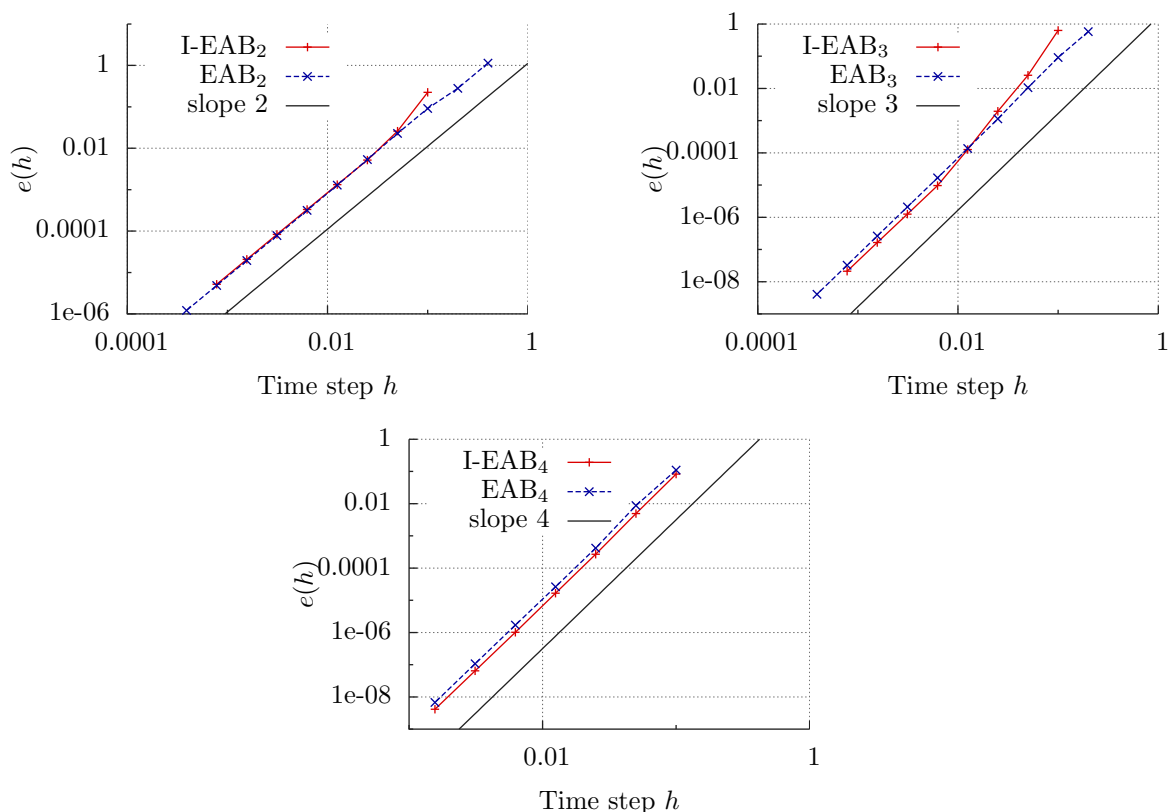 I-EAB₂
EAB₂
slope 2
1
0.01
0.0001
1e-06
e(h)
0.0001
0.01
1
Time step h
I-EAB₃
EAB₃
slope 3
1
0.01
0.0001
1e-06
1e-08
e(h)
0.0001
0.01
1
Time step h
I-EAB₄
EAB₄
slope 4
1
0.01
0.0001
1e-06
1e-08
e(h)
0.01
1
Time step h